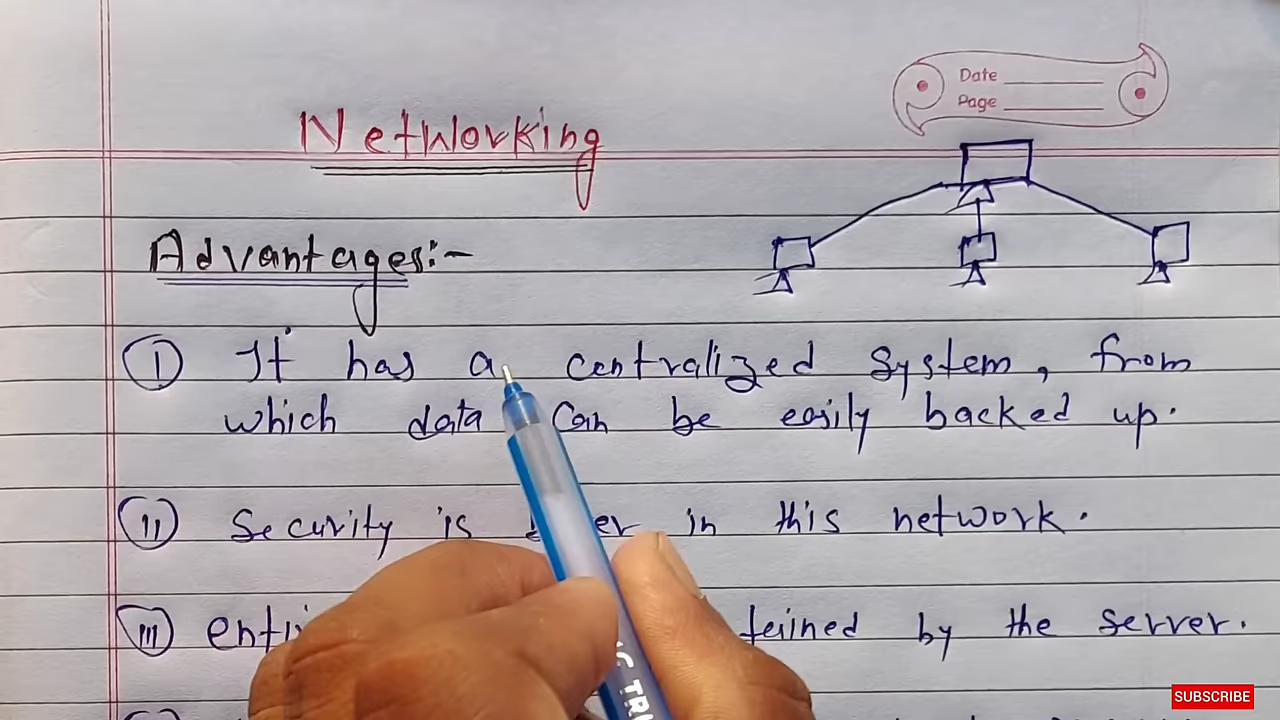 Date
Page
Networking
Advantages:-
I It has a centralized system, from
which data can be easily backed up.
II Security is in this network.
III by the server.
SUBSCRIBE